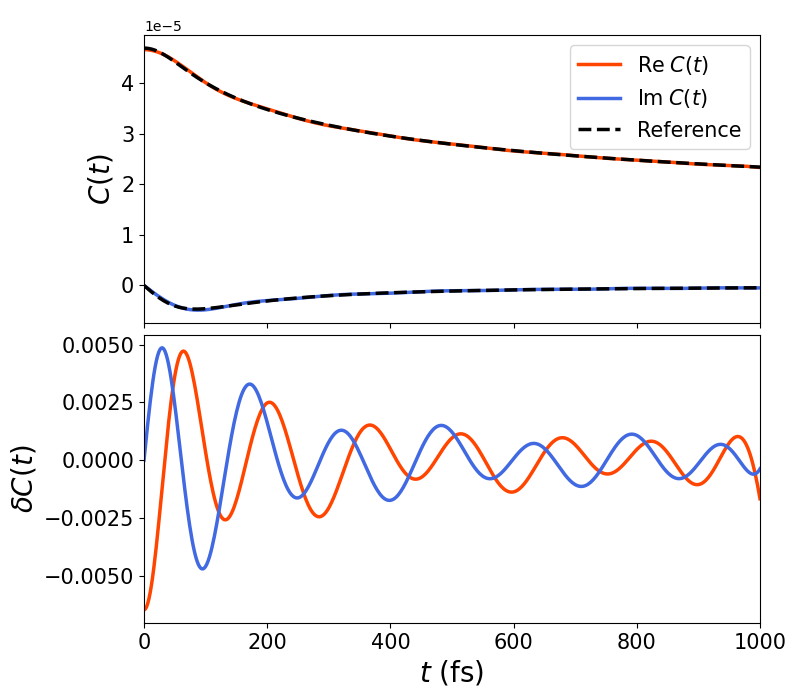 1e−5
4
3
2
1
0
C(t)
Re C(t)
Im C(t)
Reference
0.0050
0.0025
0.0000
−0.0025
−0.0050
δC(t)
0 200 400 600 800 1000
t (fs)